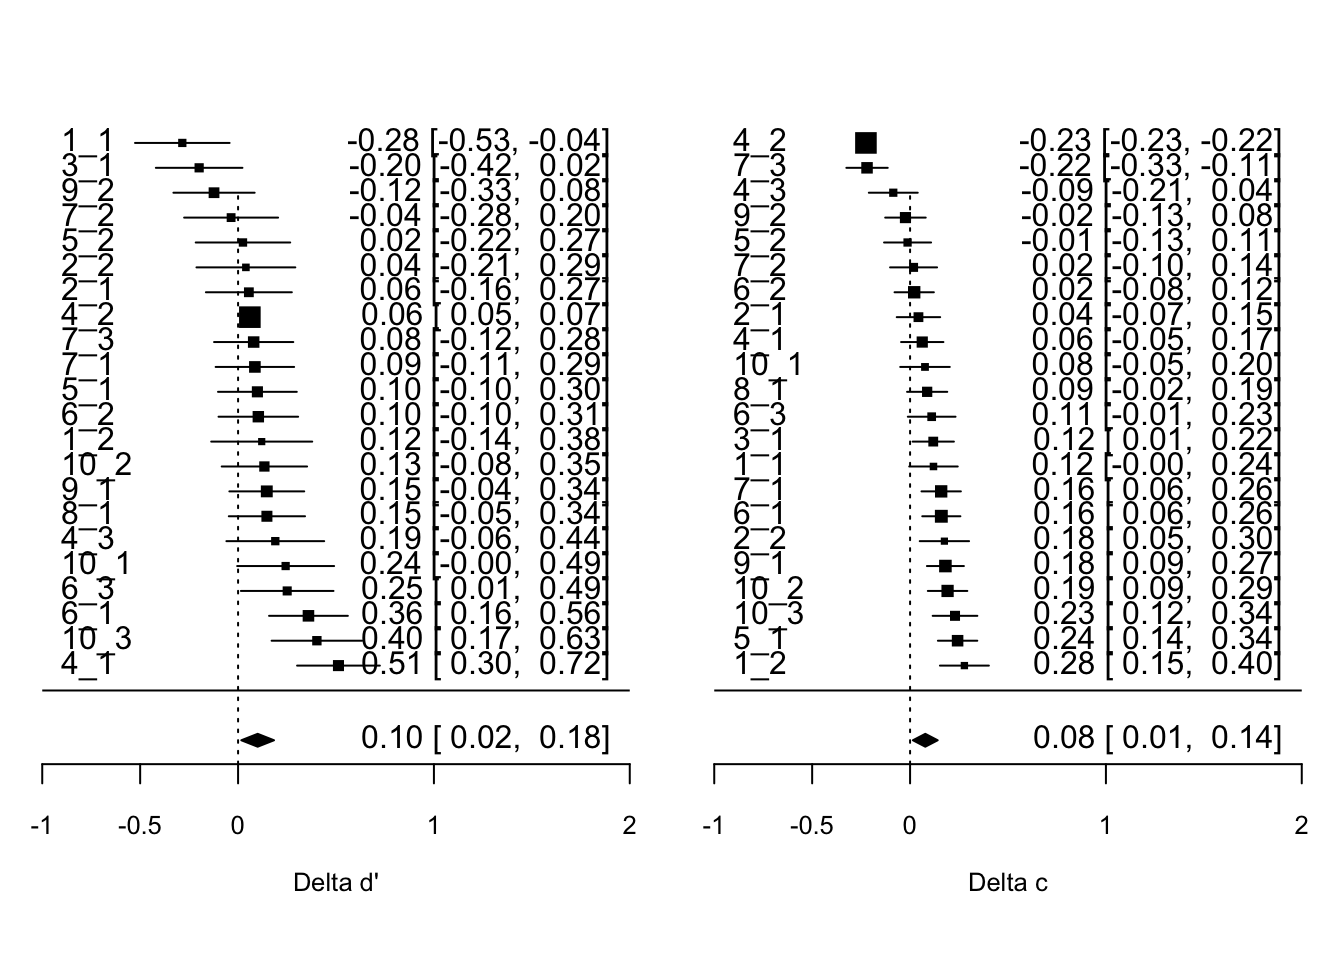 1_1 -0.28 [-0.53, -0.04]
3_1 -0.20 [-0.42, 0.02]
9_2 -0.12 [-0.33, 0.08]
7_2 -0.04 [-0.28, 0.20]
5_2 0.02 [-0.22, 0.27]
2_2 0.04 [-0.21, 0.29]
2_1 0.06 [-0.16, 0.27]
4_2 0.06 [ 0.05, 0.07]
7_3 0.08 [-0.12, 0.28]
7_1 0.09 [-0.11, 0.29]
5_1 0.10 [-0.10, 0.30]
6_2 0.10 [-0.10, 0.31]
1_2 0.12 [-0.14, 0.38]
10_2 0.13 [-0.08, 0.35]
9_1 0.15 [-0.04, 0.34]
8_1 0.15 [-0.05, 0.34]
4_3 0.19 [-0.06, 0.44]
10_1 0.24 [-0.00, 0.49]
6_3 0.25 [ 0.01, 0.49]
6_1 0.36 [ 0.16, 0.56]
10_3 0.40 [ 0.17, 0.63]
4_1 0.51 [ 0.30, 0.72]
0.10 [ 0.02, 0.18]
-1 -0.5 0 1 2
Delta d'
4_2 -0.23 [-0.23, -0.22]
7_3 -0.22 [-0.33, -0.11]
4_3 -0.09 [-0.21, 0.04]
9_2 -0.02 [-0.13, 0.08]
5_2 -0.01 [-0.13, 0.11]
7_2 0.02 [-0.10, 0.14]
6_2 0.02 [-0.08, 0.12]
2_1 0.04 [-0.07, 0.15]
4_1 0.06 [-0.05, 0.17]
10_1 0.08 [-0.05, 0.20]
8_1 0.09 [-0.02, 0.19]
6_3 0.11 [-0.01, 0.23]
3_1 0.12 [ 0.01, 0.22]
1_1 0.12 [-0.00, 0.24]
7_1 0.16 [ 0.06, 0.26]
6_1 0.16 [ 0.06, 0.26]
2_2 0.18 [ 0.05, 0.30]
9_1 0.18 [ 0.09, 0.27]
10_2 0.19 [ 0.09, 0.29]
10_3 0.23 [ 0.12, 0.34]
5_1 0.24 [ 0.14, 0.34]
1_2 0.28 [ 0.15, 0.40]
0.08 [ 0.01, 0.14]
-1 -0.5 0 1 2
Delta c